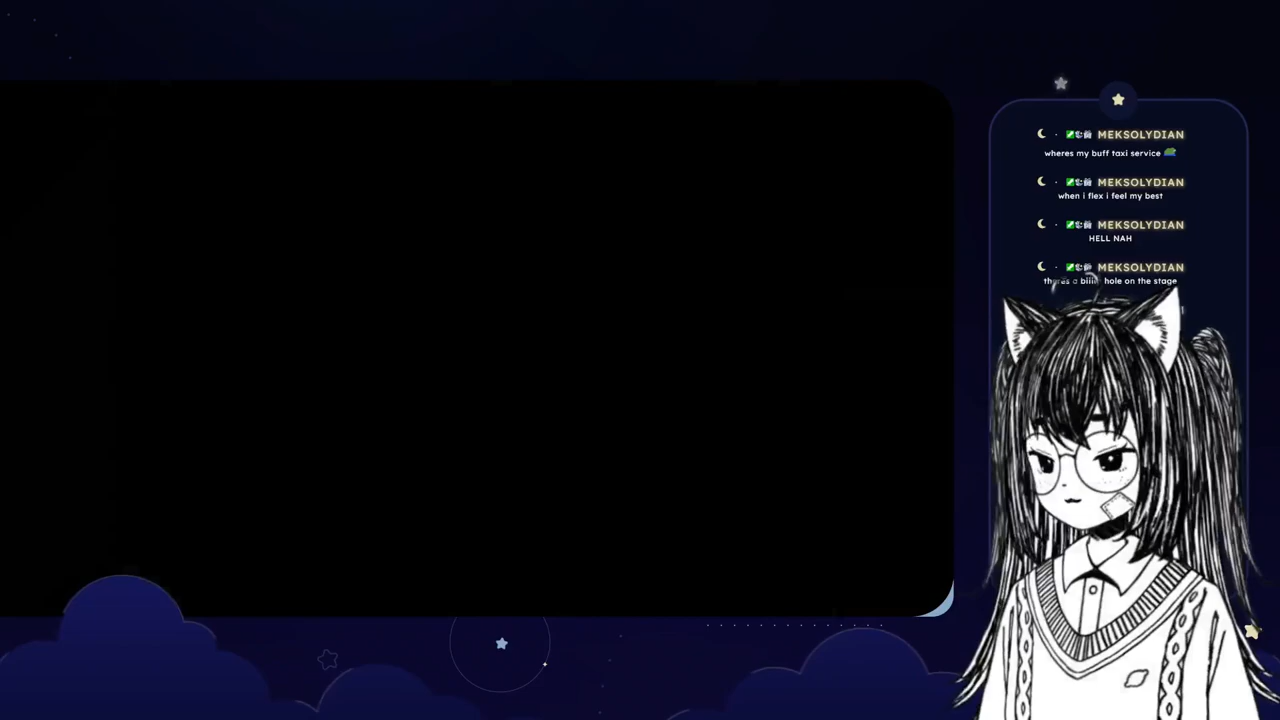 MEKSOLYDIAN
wheres my buff taxi service
MEKSOLYDIAN
when i flex i feel my best
MEKSOLYDIAN
HELL NAH
MEKSOLYDIAN
theres a hole on the stage